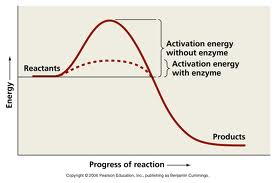 Activation energy
without enzyme
Reactants
Activation energy
with enzyme
Energy
Products
Progress of reaction
Copyright © 2006 Pearson Education, Inc., publishing as Benjamin Cummings.